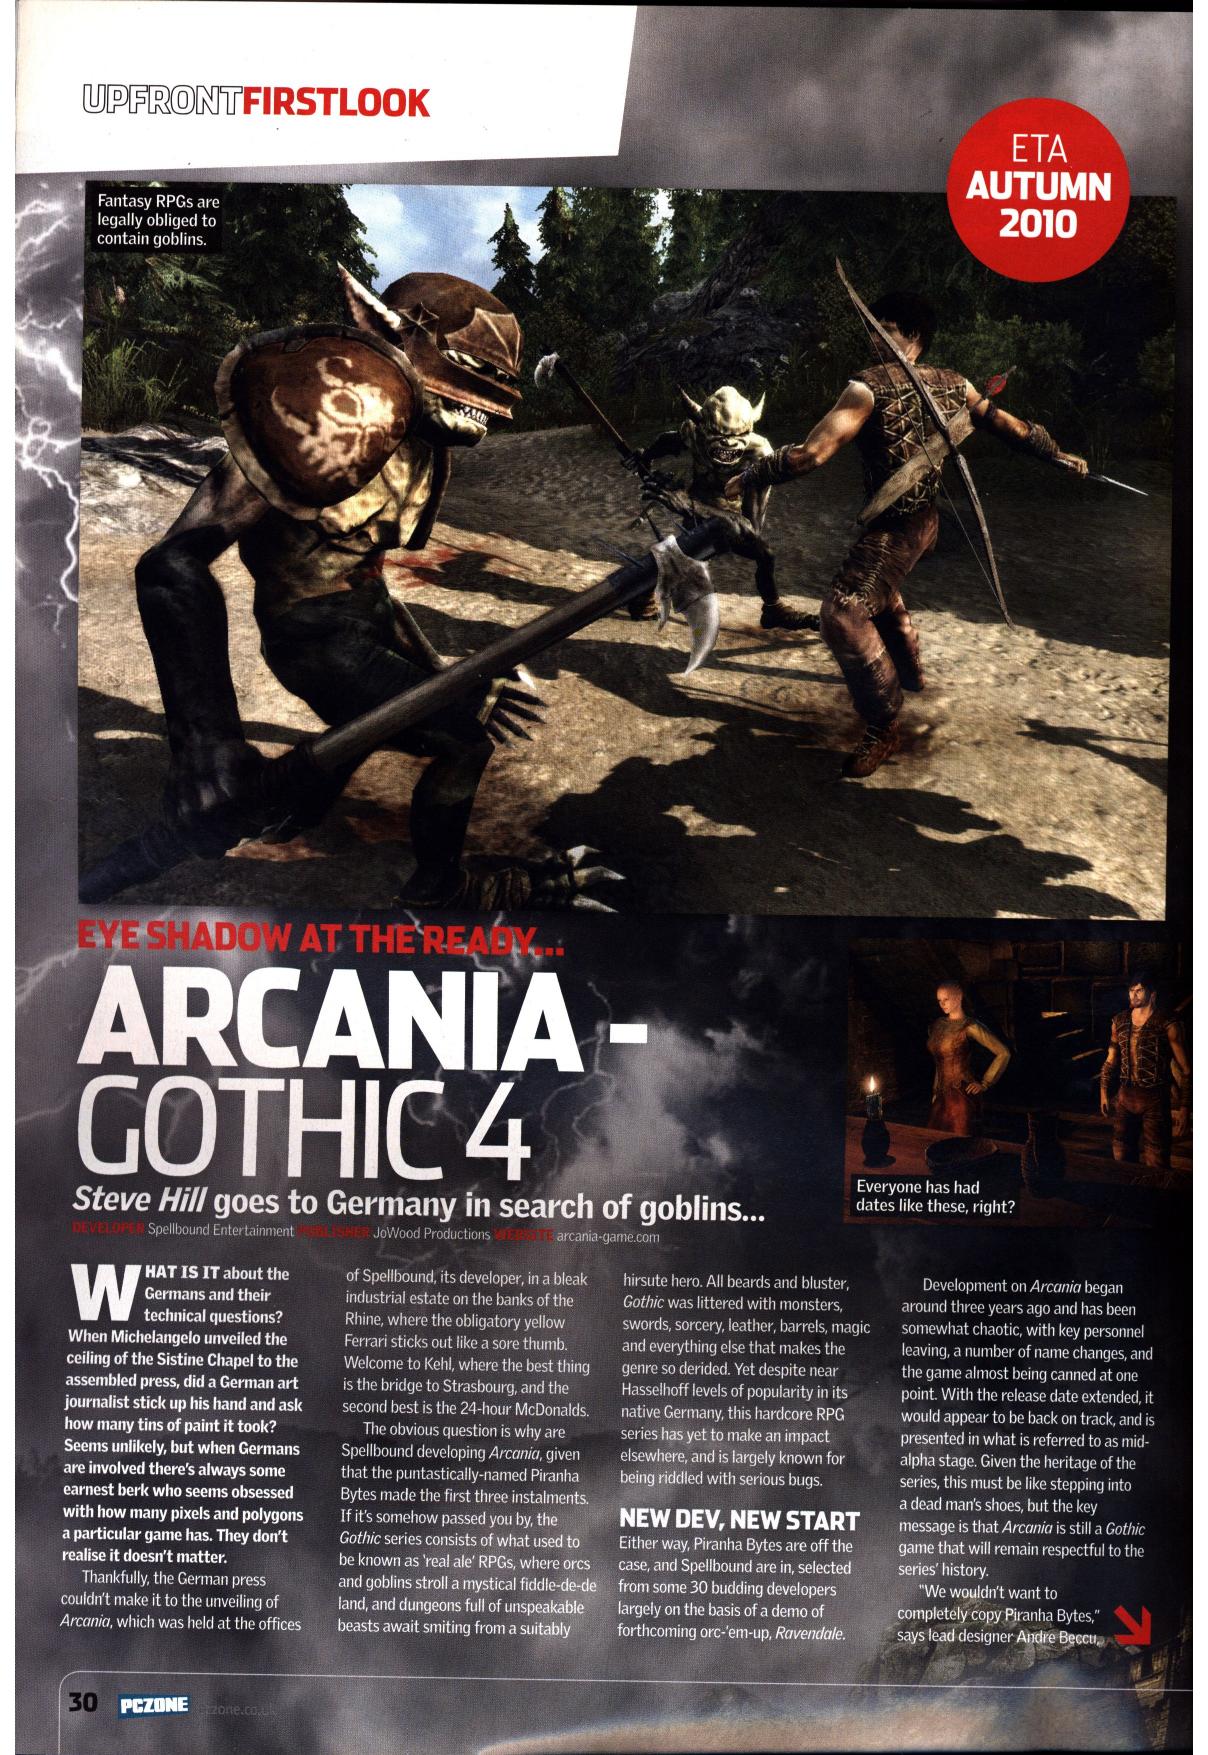 UPFRONTFIRSTLOOK
ETA
AUTUMN
2010
Fantasy RPGs are
legally obliged to
contain goblins.
EYE SHADOW AT THE READY...
ARCANIA -
GOTHIC 4
Steve Hill goes to Germany in search of goblins...
DEVELOPER Spellbound Entertainment PUBLISHER JoWood Productions WEBSITE arcania-game.com
Everyone has had
dates like these, right?
WHAT IS IT about the
Germans and their
technical questions?
When Michelangelo unveiled the
ceiling of the Sistine Chapel to the
assembled press, did a German art
journalist stick up his hand and ask
how many tins of paint it took?
Seems unlikely, but when Germans
are involved there's always some
earnest berk who seems obsessed
with how many pixels and polygons
a particular game has. They don't
realise it doesn't matter.
Thankfully, the German press
couldn't make it to the unveiling of
Arcania, which was held at the offices
of Spellbound, its developer, in a bleak
industrial estate on the banks of the
Rhine, where the obligatory yellow
Ferrari sticks out like a sore thumb.
Welcome to Kehl, where the best thing
is the bridge to Strasbourg, and the
second best is the 24-hour McDonalds.
The obvious question is why are
Spellbound developing Arcania, given
that the puntastically-named Piranha
Bytes made the first three instalments.
If it's somehow passed you by, the
Gothic series consists of what used to
be known as 'real ale' RPGs, where orcs
and goblins stroll a mystical fiddle-de-de
land, and dungeons full of unspeakable
beasts await smiting from a suitably
hirsute hero. All beards and bluster,
Gothic was littered with monsters,
swords, sorcery, leather, barrels, magic
and everything else that makes the
genre so derided. Yet despite near
Hasselhoff levels of popularity in its
native Germany, this hardcore RPG
series has yet to make an impact
elsewhere, and is largely known for
being riddled with serious bugs.
NEW DEV, NEW START
Either way, Piranha Bytes are off the
case, and Spellbound are in, selected
from some 30 budding developers
largely on the basis of a demo of
forthcoming orc-'em-up, Ravendale.
Development on Arcania began
around three years ago and has been
somewhat chaotic, with key personnel
leaving, a number of name changes, and
the game almost being canned at one
point. With the release date extended, it
would appear to be back on track, and is
presented in what is referred to as mid-
alpha stage. Given the heritage of the
series, this must be like stepping into
a dead man's shoes, but the key
message is that Arcania is still a Gothic
game that will remain respectful to the
series' history.
"We wouldn't want to
completely copy Piranha Bytes,"
says lead designer Andre Beccu,
30 PCZONE pczone.co.uk